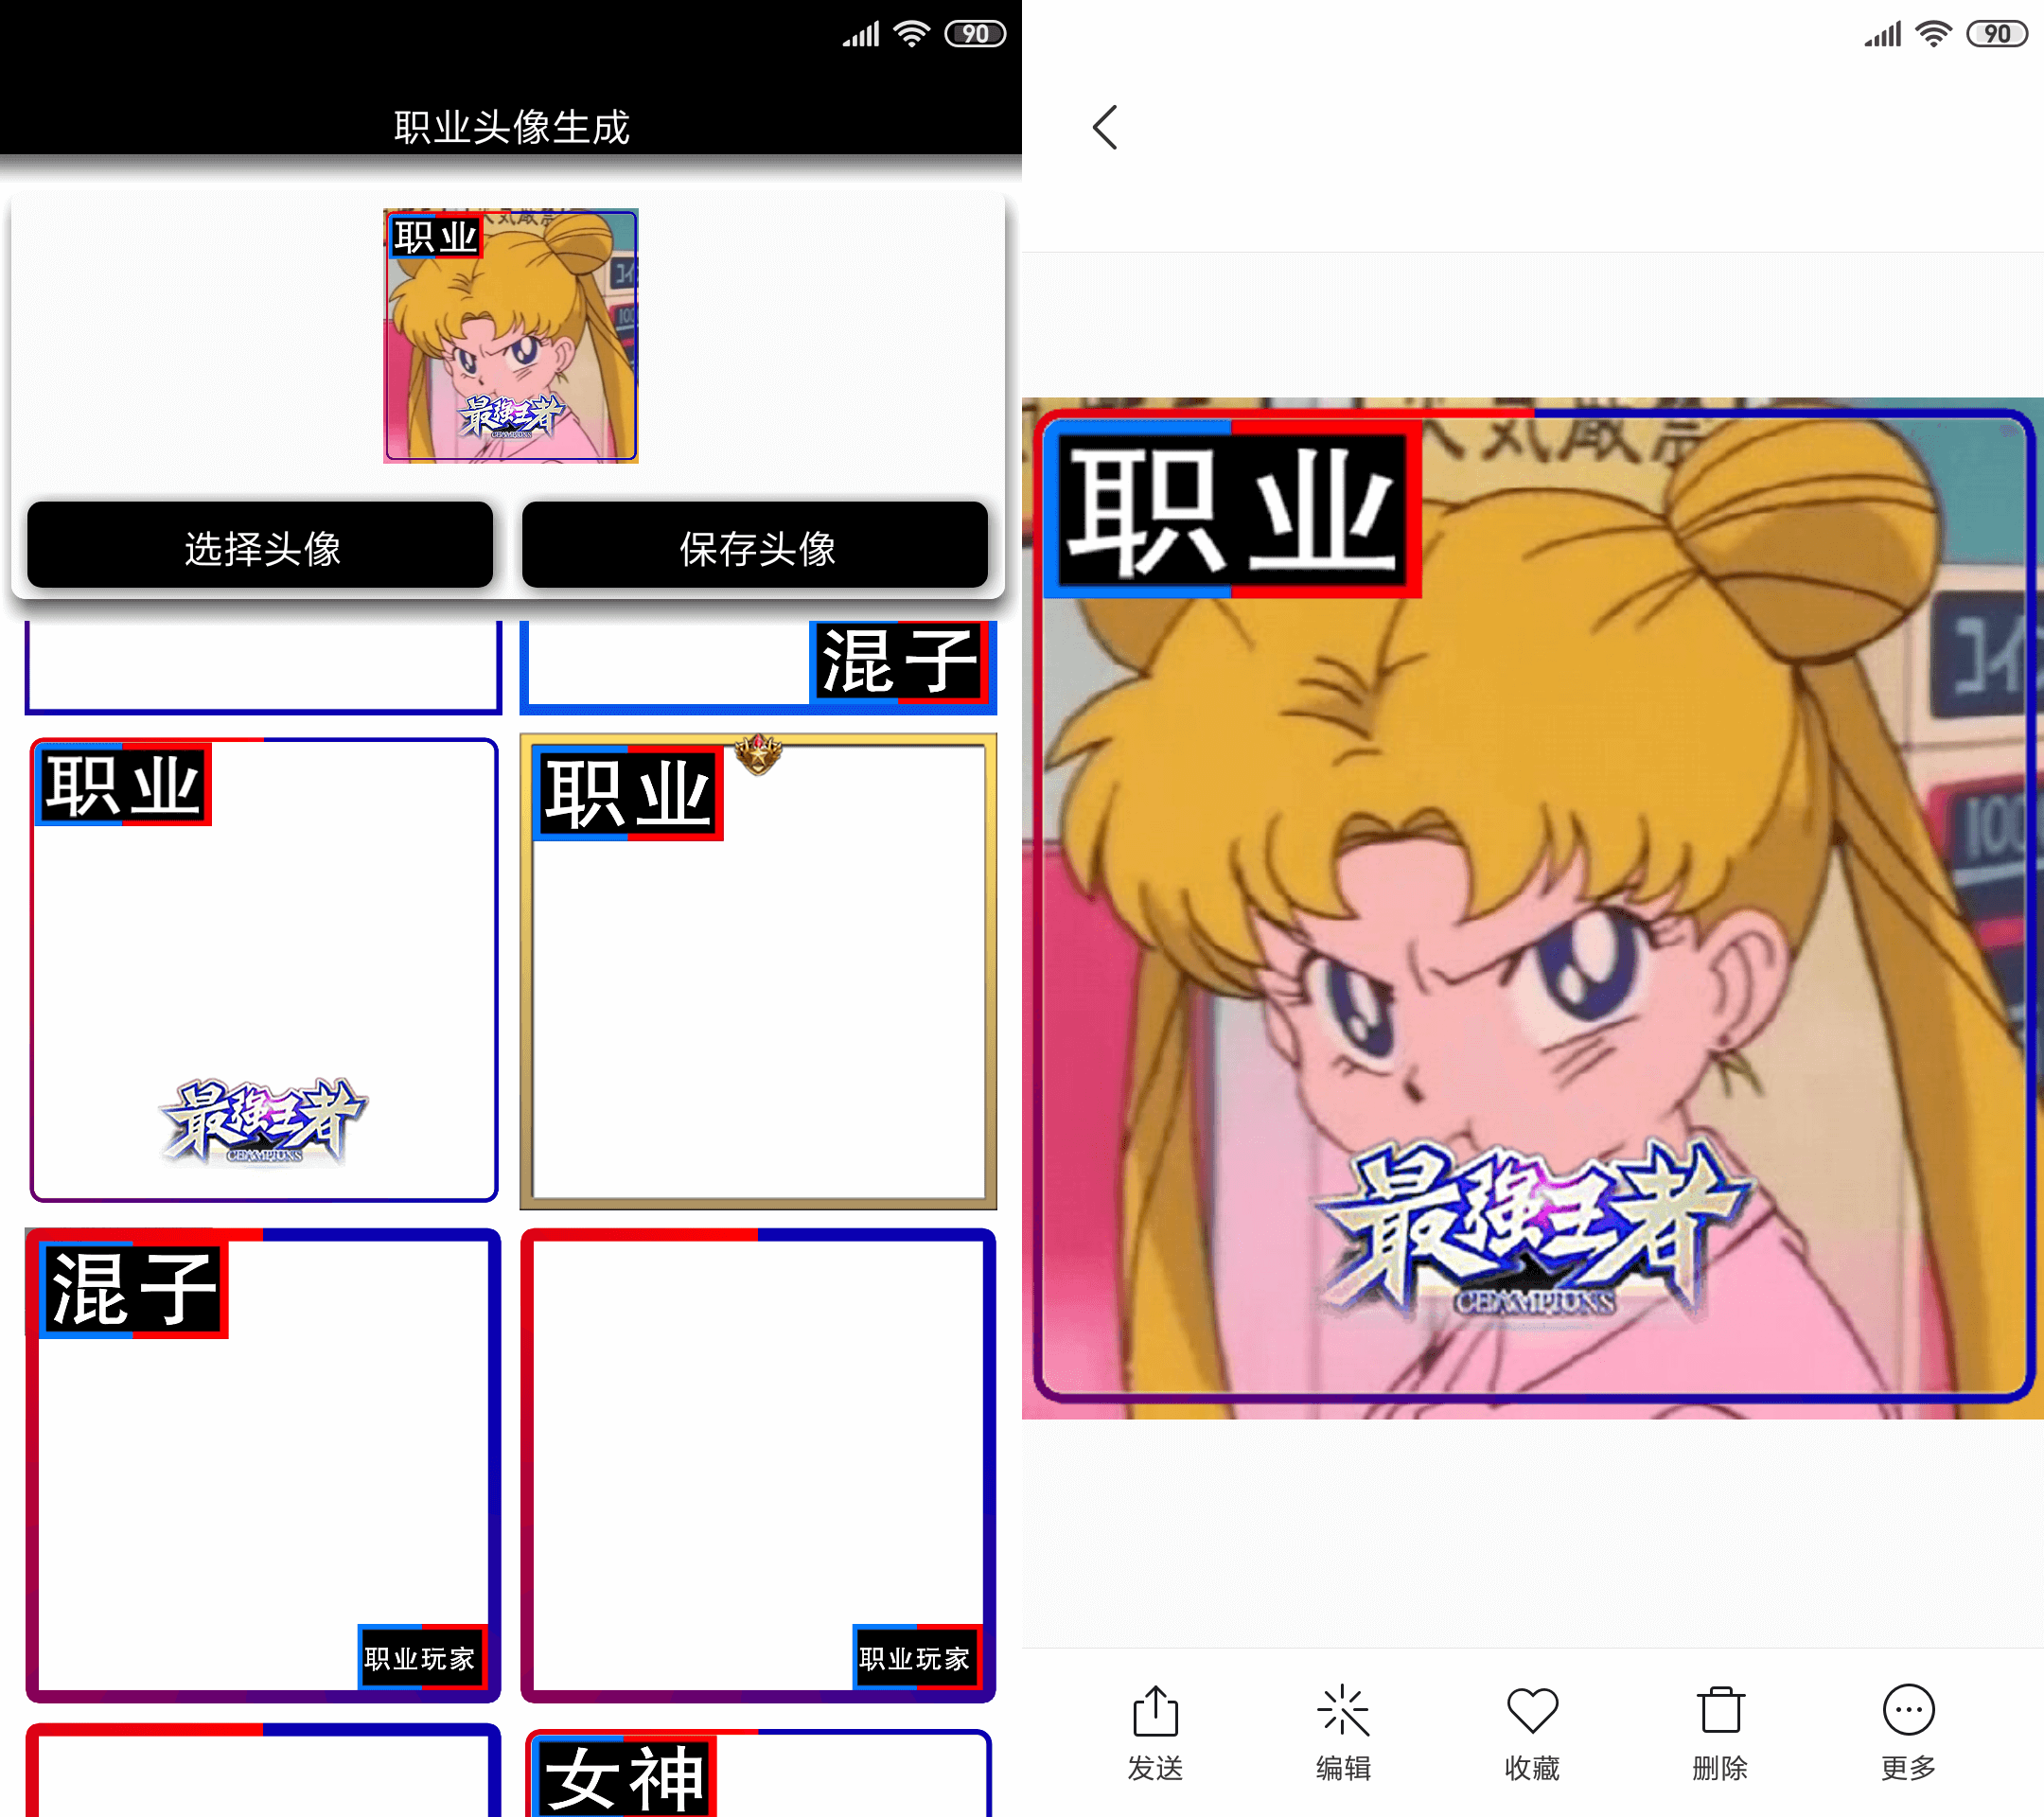 90
职业头像生成
职业
最强王者
CHAMPIONS
选择头像
保存头像
混子
职业
最强王者
CHAMPIONS
职业
混子
职业玩家
职业玩家
女神
90
职业
コイ
100
最强王者
CHAMPIONS
发送
编辑
收藏
删除
更多